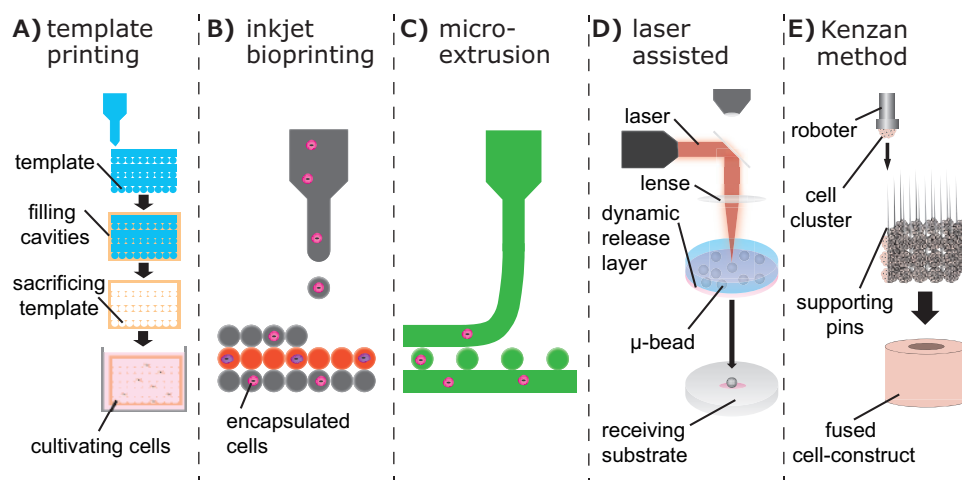 A) template
printing
template
filling
cavities
sacrificing
template
cultivating cells
B) inkjet
bioprinting
encapsulated
cells
C) micro-
extrusion
D) laser
assisted
laser
lense
dynamic
release
layer
µ-bead
receiving
substrate
E) Kenzan
method
roboter
cell
cluster
supporting
pins
fused
cell-construct